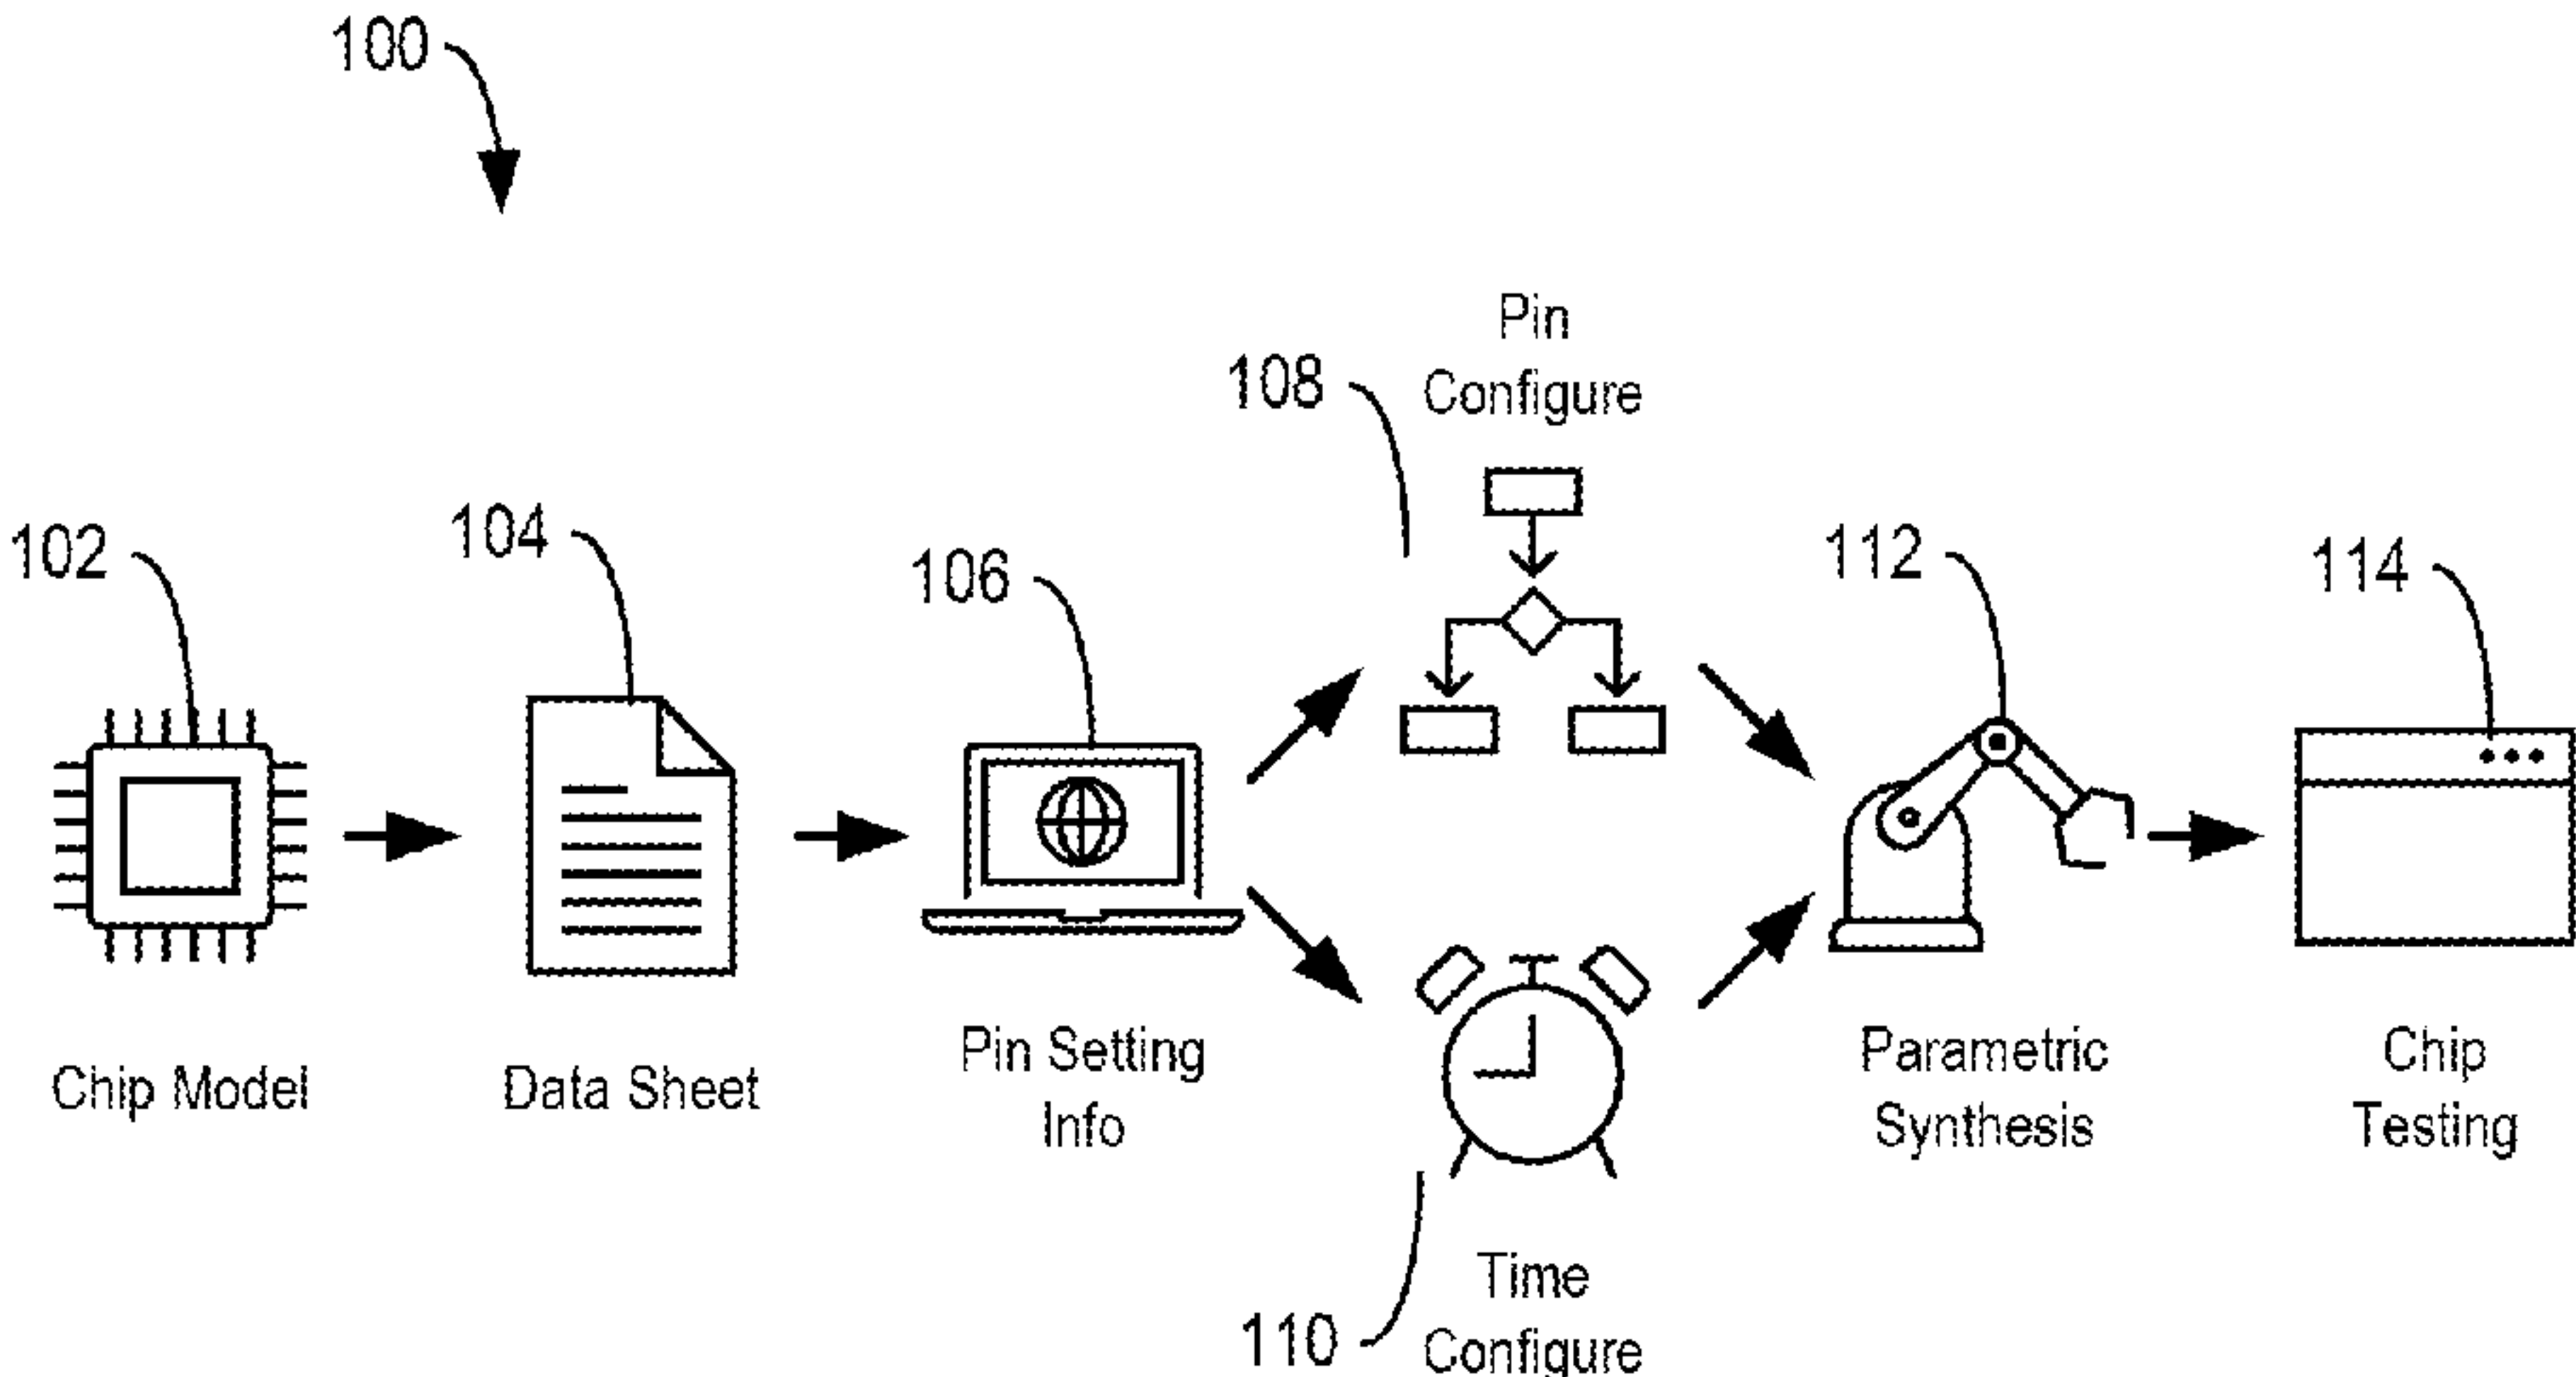 100
Pin
Configure
108
102
104
106
112
114
Chip Model
Data Sheet
Pin Setting
Info
Parametric
Synthesis
Chip
Testing
110
Time
Configure